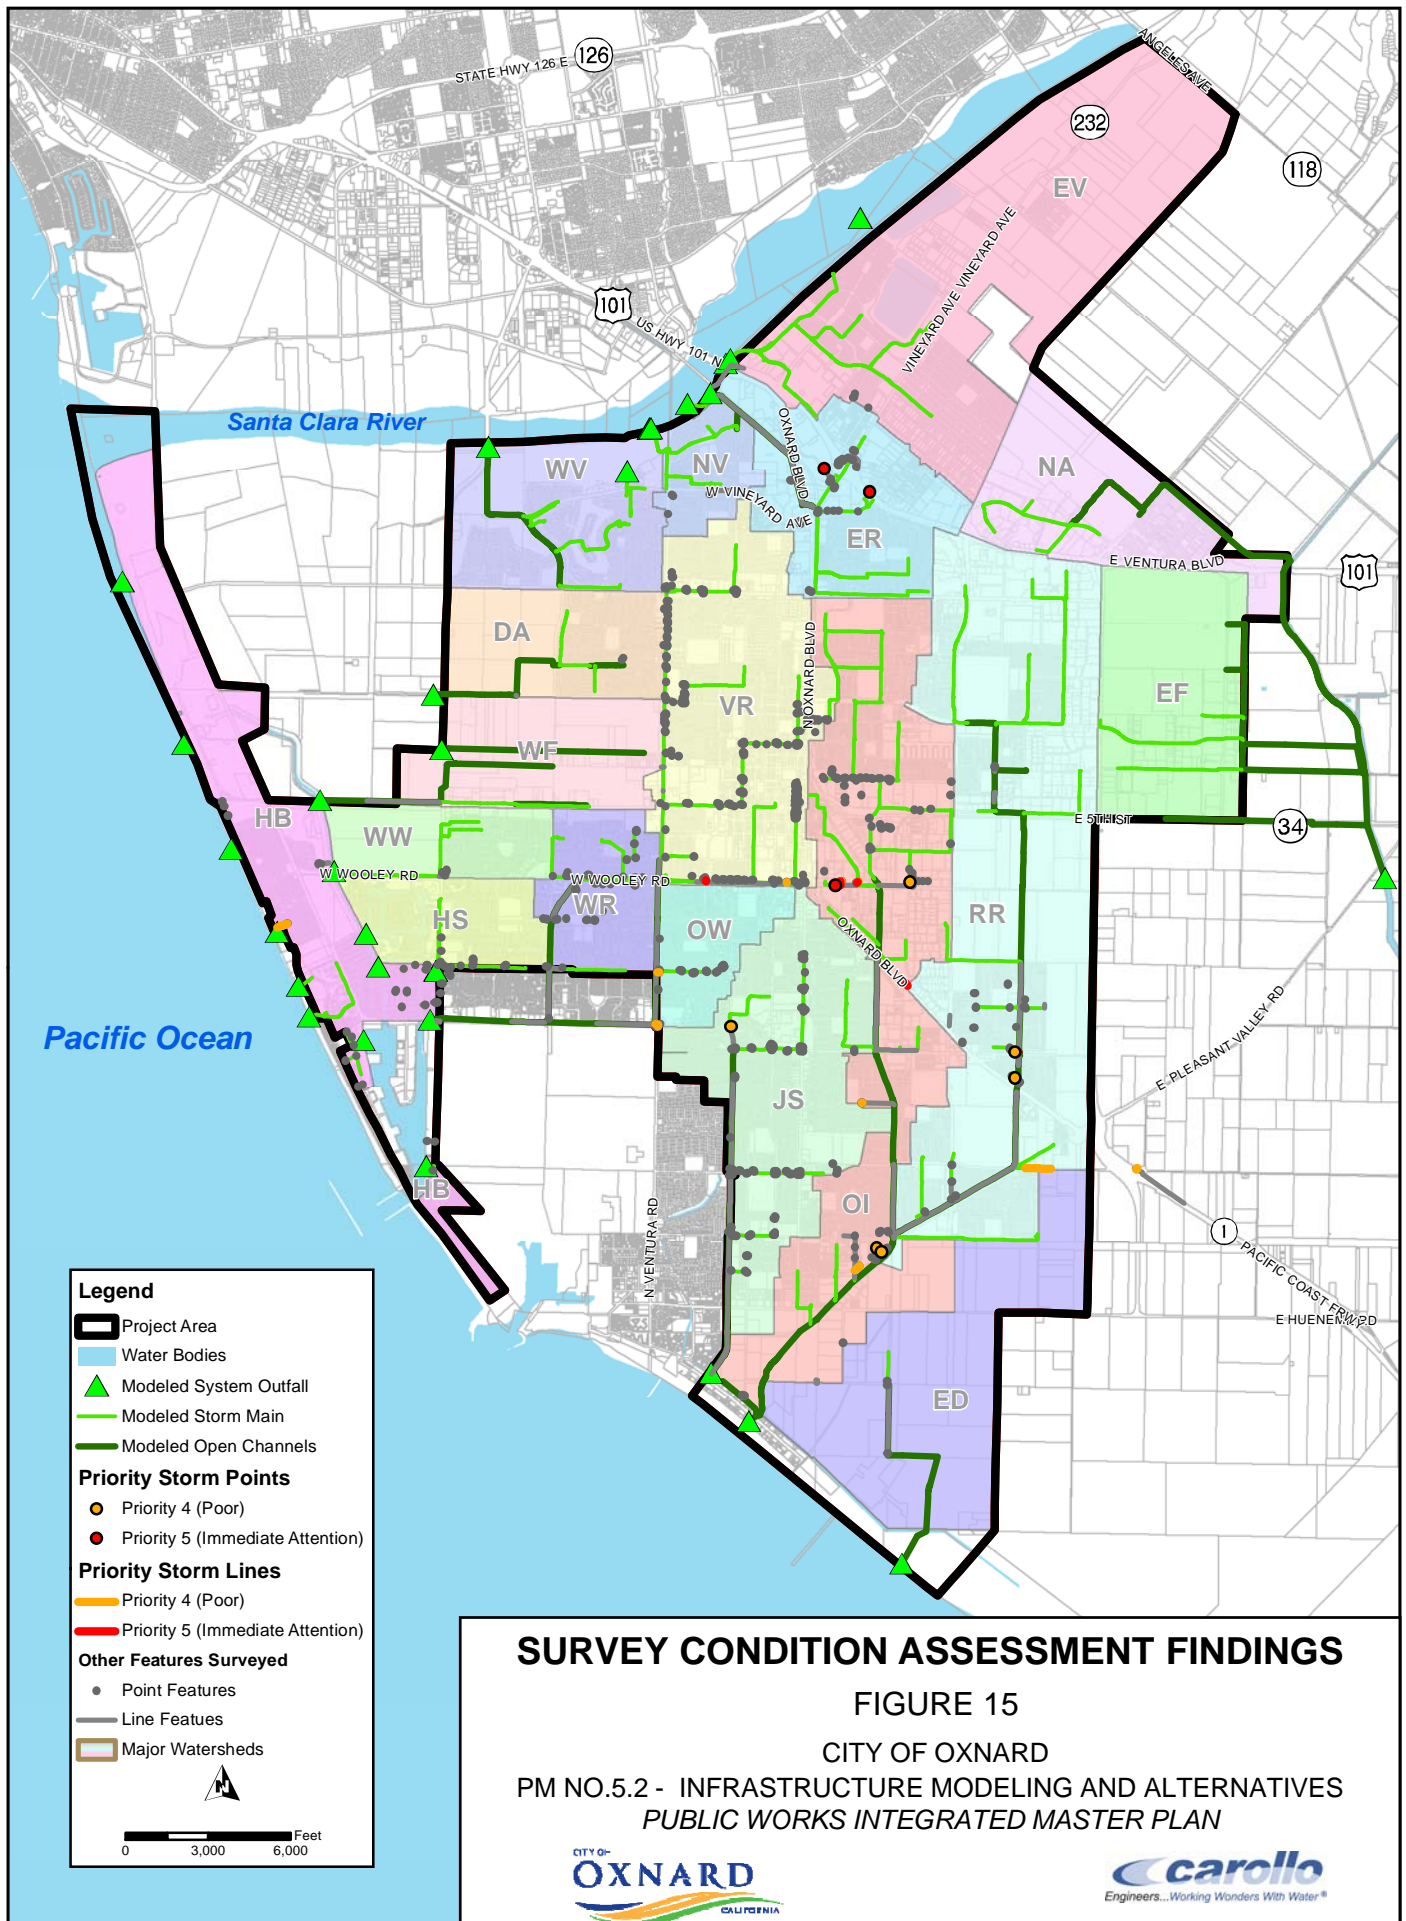 ANGELES AVE
STATE HWY 126 E
126
232
118
EV
VINEYARD AVE VINEYARD AVE
101
US HWY 101 N
Santa Clara River
OXNARD BLVD
WV
NV
NA
W VINEYARD AVE
ER
E VENTURA BLVD
101
DA
N OXNARD BLVD
EF
VR
WF
HB
E 5TH ST
34
WW
W WOOLEY RD
W WOOLEY RD
WR
HS
OW
RR
OXNARD BLVD
Pacific Ocean
E PLEASANT VALLEY RD
JS
HB
OI
N VENTURA RD
1
PACIFIC COAST FRWY
E HUENEME RD
ED
Legend
Project Area
Water Bodies
Modeled System Outfall
Modeled Storm Main
Modeled Open Channels
Priority Storm Points
Priority 4 (Poor)
Priority 5 (Immediate Attention)
Priority Storm Lines
Priority 4 (Poor)
Priority 5 (Immediate Attention)
Other Features Surveyed
Point Features
Line Featues
Major Watersheds
N
Feet
0 3,000 6,000
SURVEY CONDITION ASSESSMENT FINDINGS
FIGURE 15
CITY OF OXNARD
PM NO.5.2 - INFRASTRUCTURE MODELING AND ALTERNATIVES
PUBLIC WORKS INTEGRATED MASTER PLAN
CITY OF
OXNARD
CALIFORNIA
carollo
Engineers...Working Wonders With Water®